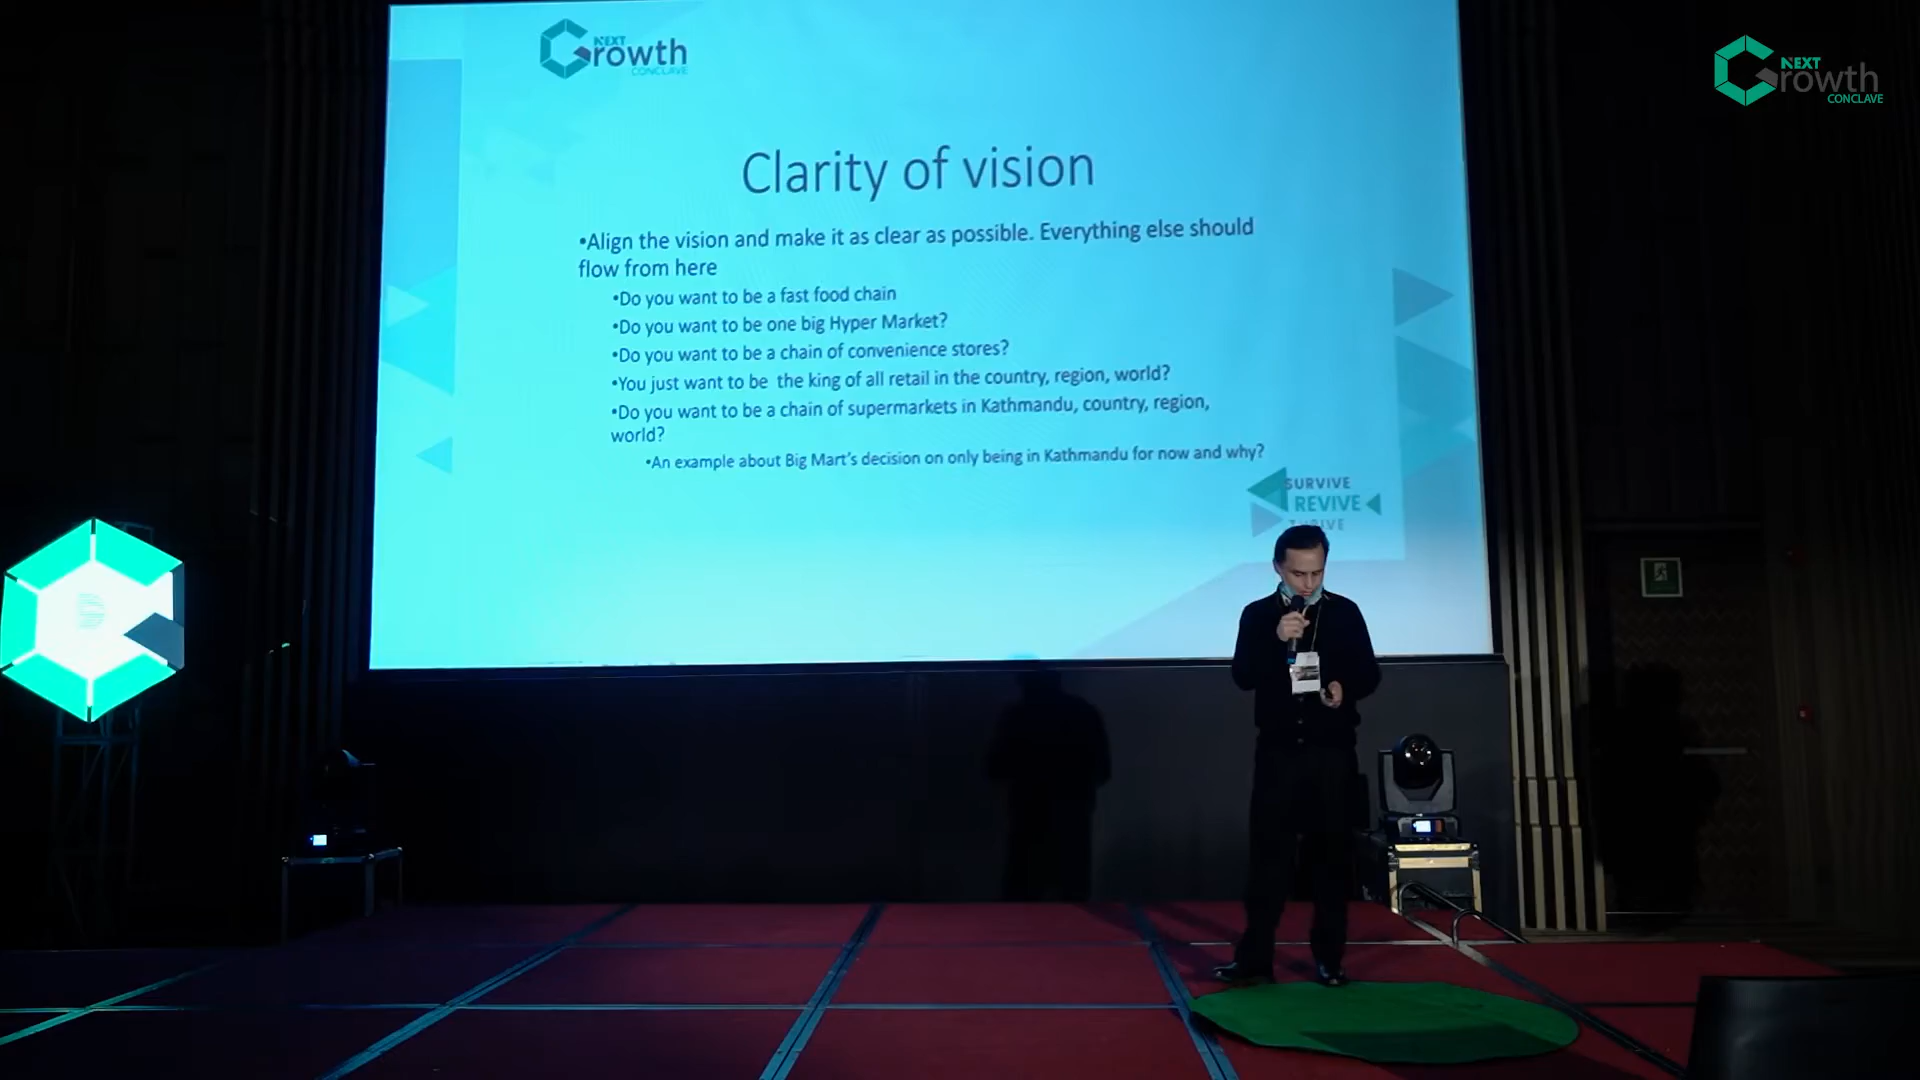 NEXT
Growth
CONCLAVE
NEXT
Growth
CONCLAVE
Clarity of vision
•Align the vision and make it as clear as possible. Everything else should
flow from here
•Do you want to be a fast food chain
•Do you want to be one big Hyper Market?
•Do you want to be a chain of convenience stores?
•You just want to be  the king of all retail in the country, region, world?
•Do you want to be a chain of supermarkets in Kathmandu, country, region,
world?
•An example about Big Mart's decision on only being in Kathmandu for now and why?
SURVIVE
REVIVE
THRIVE